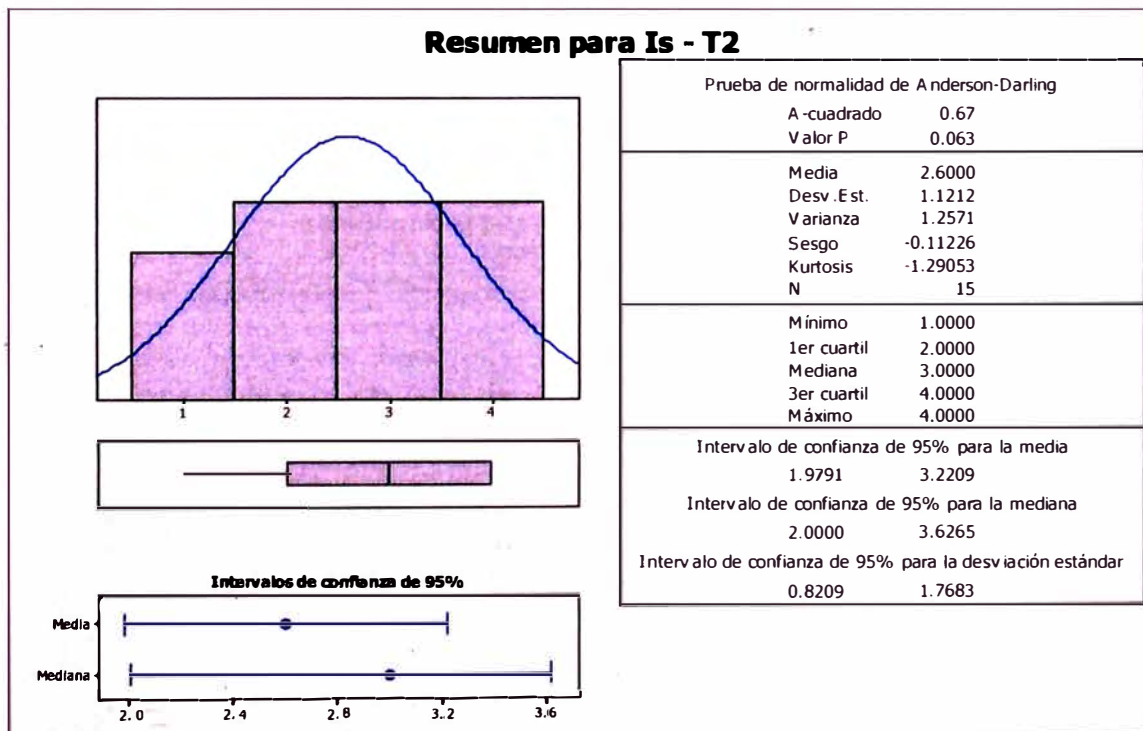 Resumen para Is - T2
Prueba de normalidad de Anderson-Darling
A-cuadrado 0.67
Valor P 0.063
Media 2.6000
Desv.Est. 1.1212
Varianza 1.2571
Sesgo -0.11226
Kurtosis -1.29053
N 15
Mínimo 1.0000
1er cuartil 2.0000
Mediana 3.0000
3er cuartil 4.0000
Máximo 4.0000
Intervalo de confianza de 95% para la media
1.9791 3.2209
Intervalo de confianza de 95% para la mediana
2.0000 3.6265
Intervalo de confianza de 95% para la desviación estándar
0.8209 1.7683
1 2 3 4
Intervalos de confianza de 95%
Media
Mediana
2.0 2.4 2.8 3.2 3.6